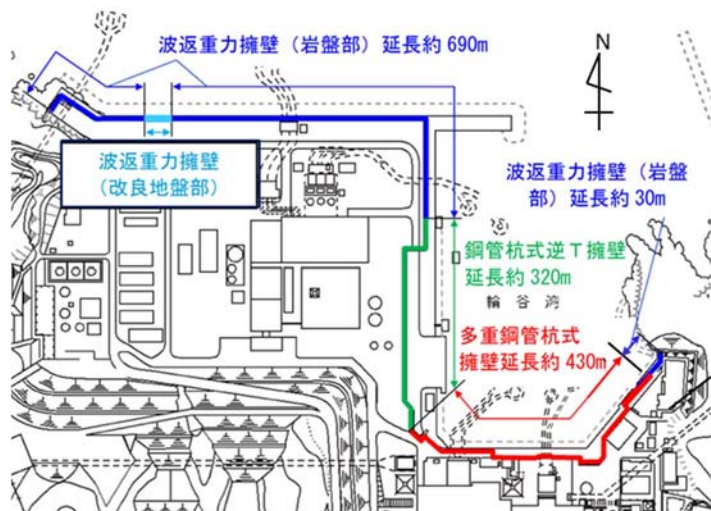 波返重力擁壁（岩盤部）延長約 690m
N
波返重力擁壁
（改良地盤部）
波返重力擁壁（岩盤
部）延長約 30m
鋼管杭式逆Ｔ擁壁
延長約 320m
輪谷湾
多重鋼管杭式
擁壁延長約 430m